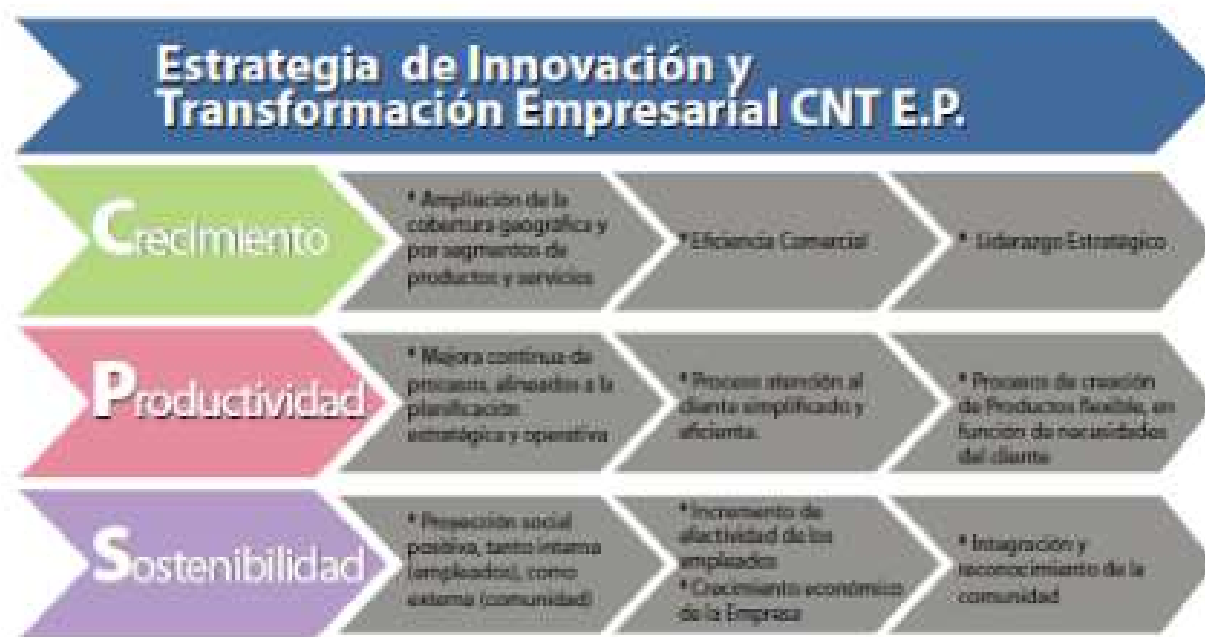 Estrategia de Innovación y
Transformación Empresarial CNT E.P.
Crecimiento
* Ampliación de la
cobertura geográfica y
por segmentos de
productos y servicios
* Eficiencia Comercial
* Liderazgo Estratégico
Productividad
* Mejora continua de
procesos, alineados a la
planificación
estratégica y operativa
* Proceso atención al
cliente simplificado y
eficiente.
* Procesos de creación
de Productos flexible, en
función de necesidades
del cliente
Sostenibilidad
* Proyección social
positiva, tanto interna
(empleados), como
externa (comunidad)
* Incremento de
efectividad de los
empleados
* Crecimiento económico
de la Empresa
* Integración y
reconocimiento de la
comunidad